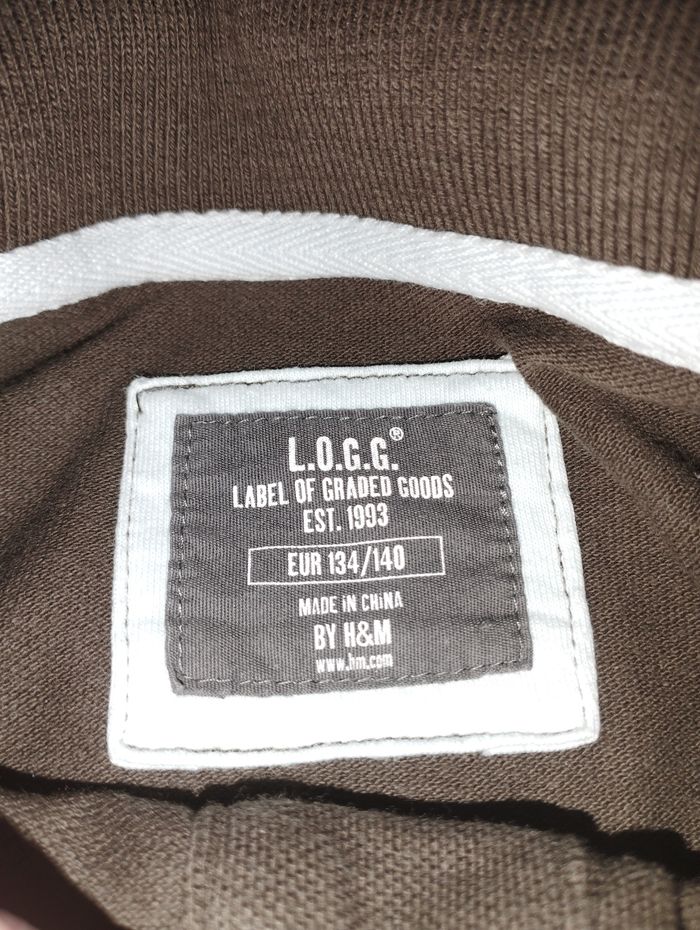 L.O.G.G.®
LABEL OF GRADED GOODS
EST. 1993
EUR 134/140
MADE IN CHINA
BY H&M
www.hm.com